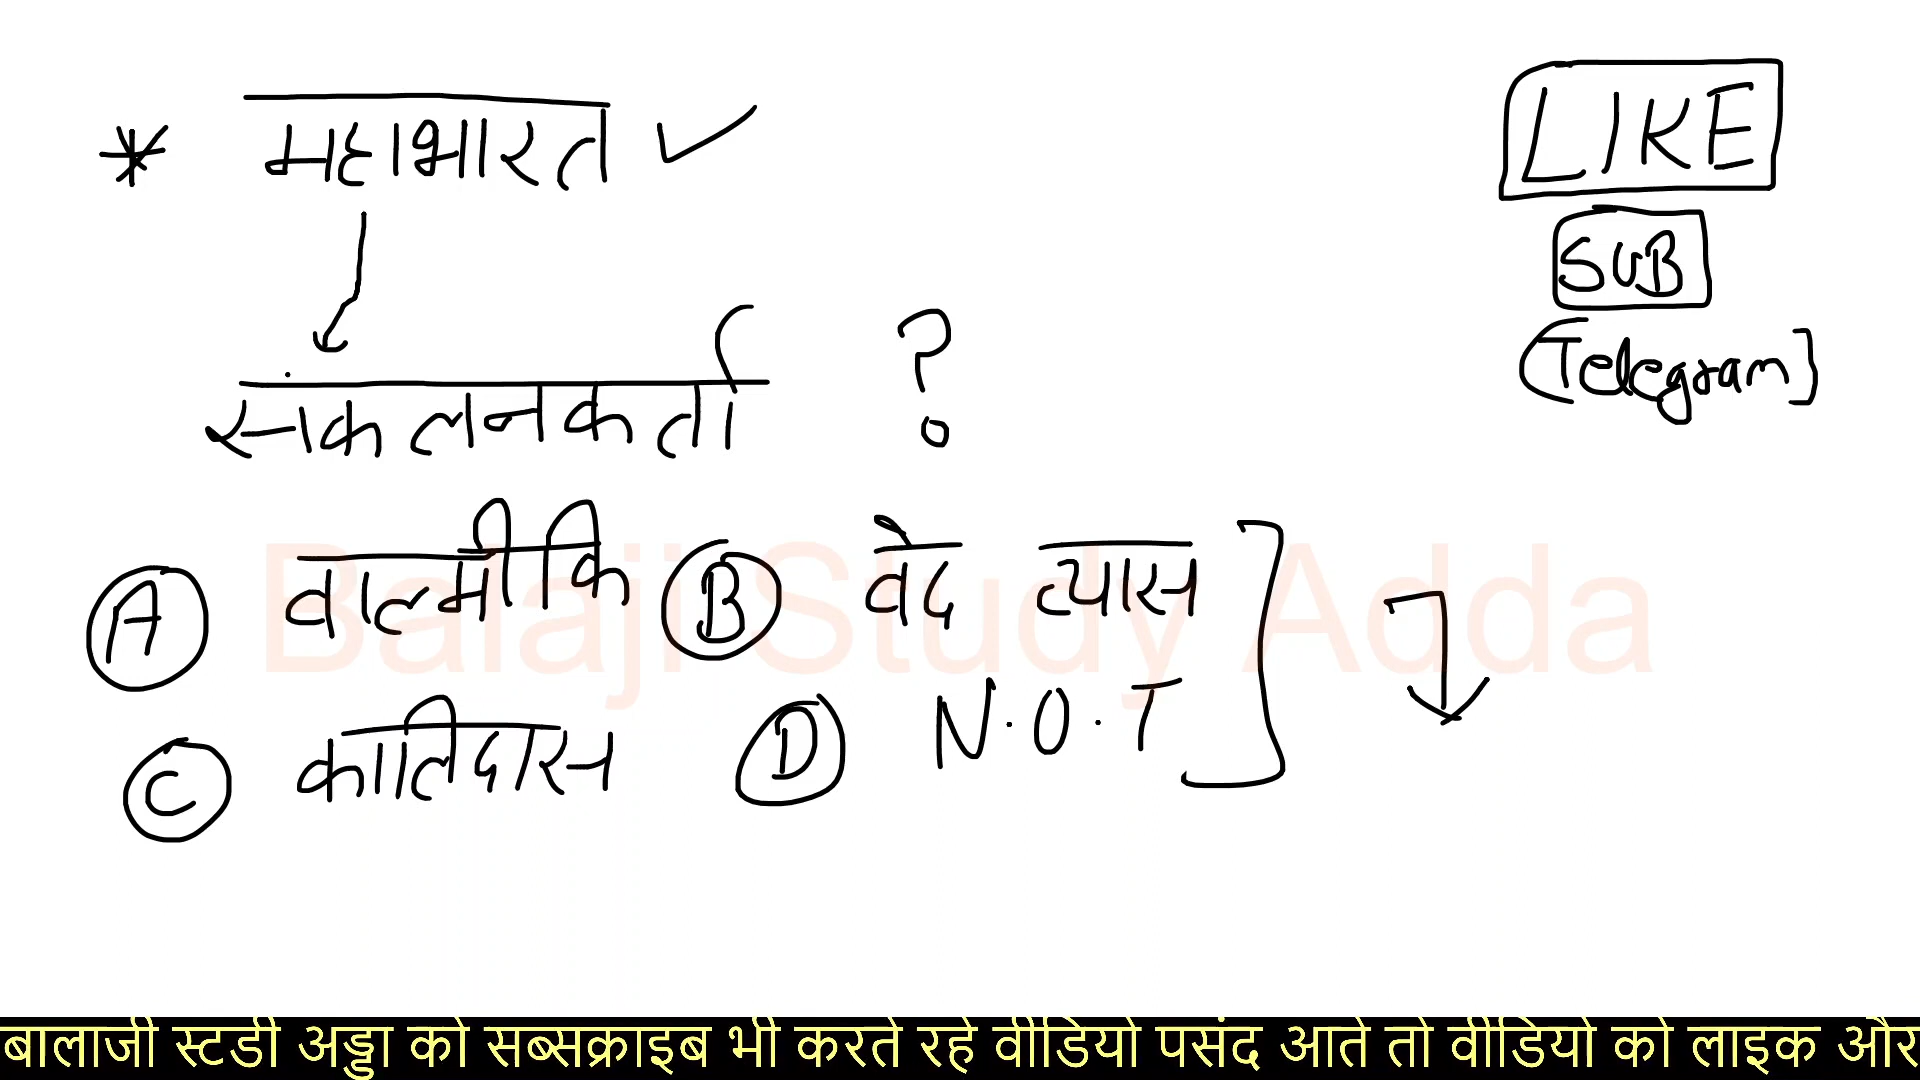 * महाभारत ✓
LIKE
SUB
(Telegram]
संकलनकर्ता ?
A वाल्मीकि B वेद व्यास
C कालिदास D N.O.T
Balaji Study Adda
बालाजी स्टडी अड्डा को सब्सक्राइब भी करते रहे वीडियो पसंद आते तो वीडियो को लाइक और